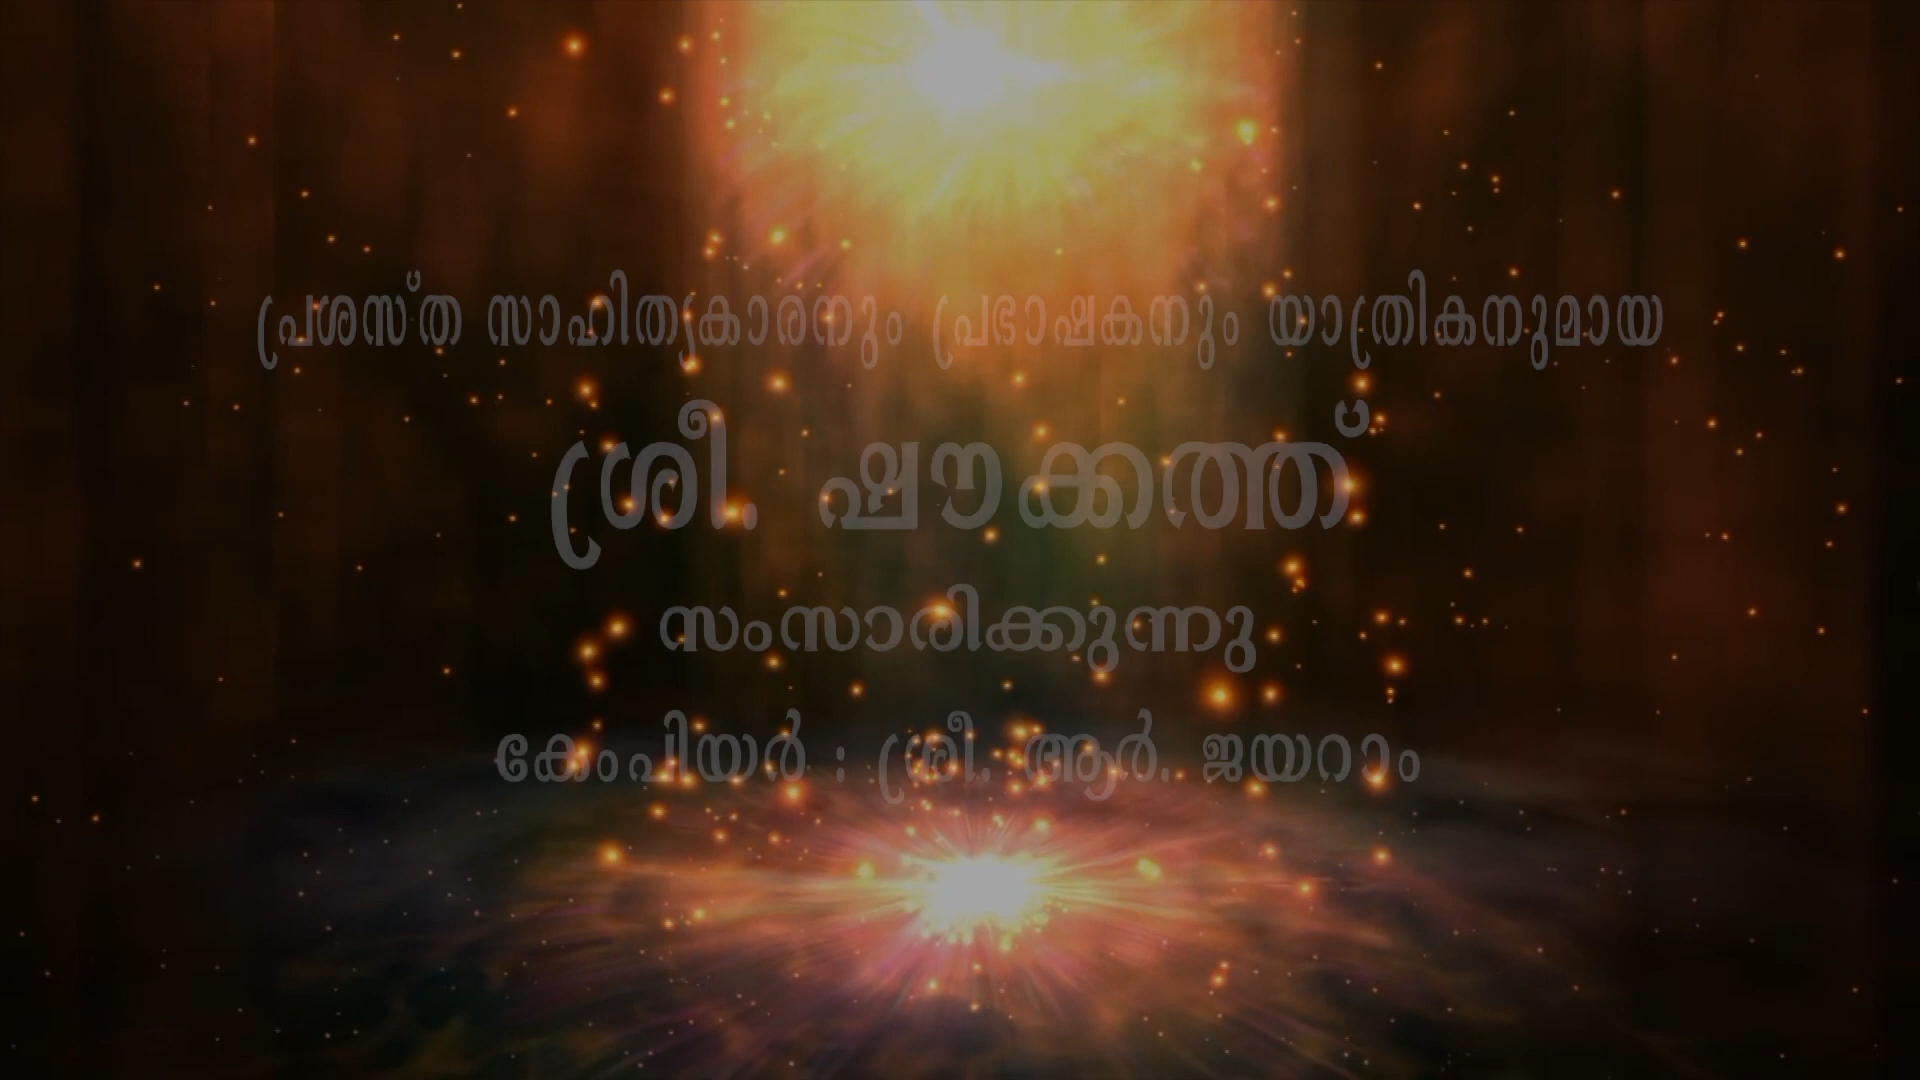 പ്രശസ്ത സാഹിത്യകാരനും പ്രഭാഷകനും യാത്രികനുമായ
ശ്രീ. ഷൗക്കത്ത്
സംസാരിക്കുന്നു
കേംപിയർ : ശ്രീ. ആർ. ജയറാം